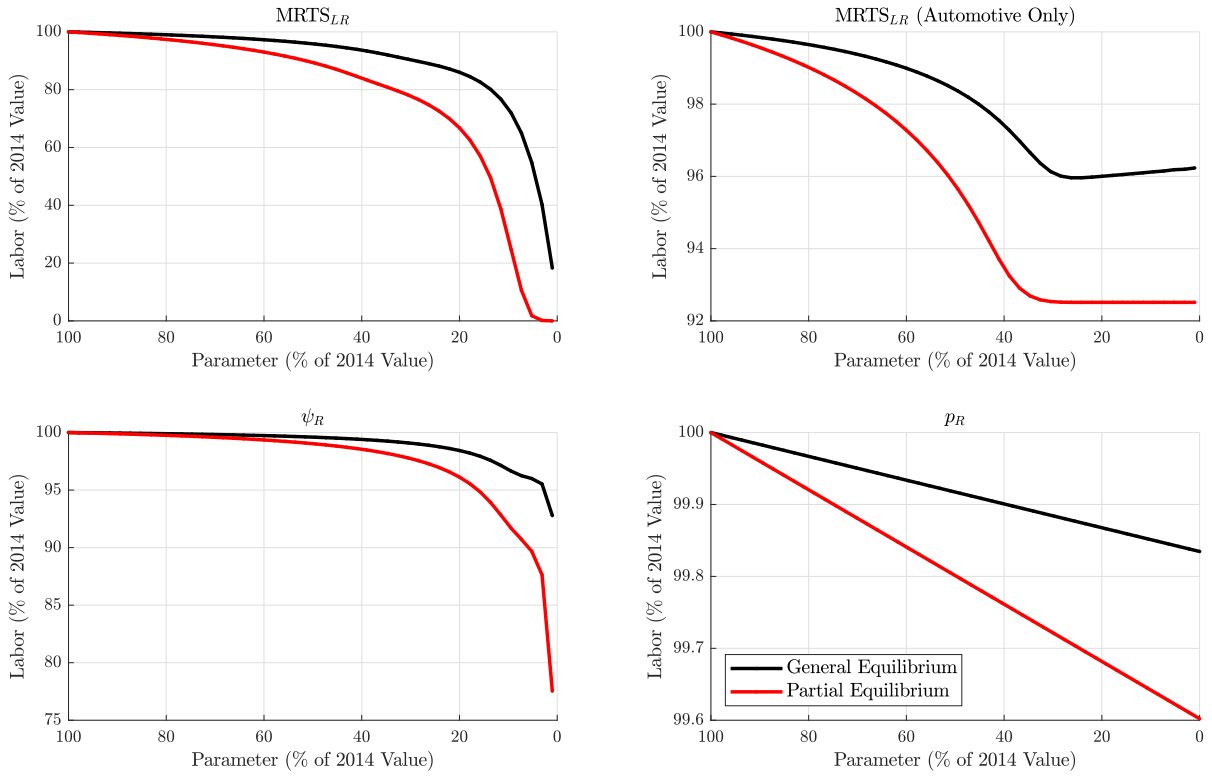 MRTS_LR
Labor (% of 2014 Value)
100
80
60
40
20
0
100 80 60 40 20 0
Parameter (% of 2014 Value)
MRTS_LR (Automotive Only)
Labor (% of 2014 Value)
100
98
96
94
92
100 80 60 40 20 0
Parameter (% of 2014 Value)
ψ_R
Labor (% of 2014 Value)
100
95
90
85
80
75
100 80 60 40 20 0
Parameter (% of 2014 Value)
p_R
Labor (% of 2014 Value)
100
99.9
99.8
99.7
99.6
General Equilibrium
Partial Equilibrium
100 80 60 40 20 0
Parameter (% of 2014 Value)